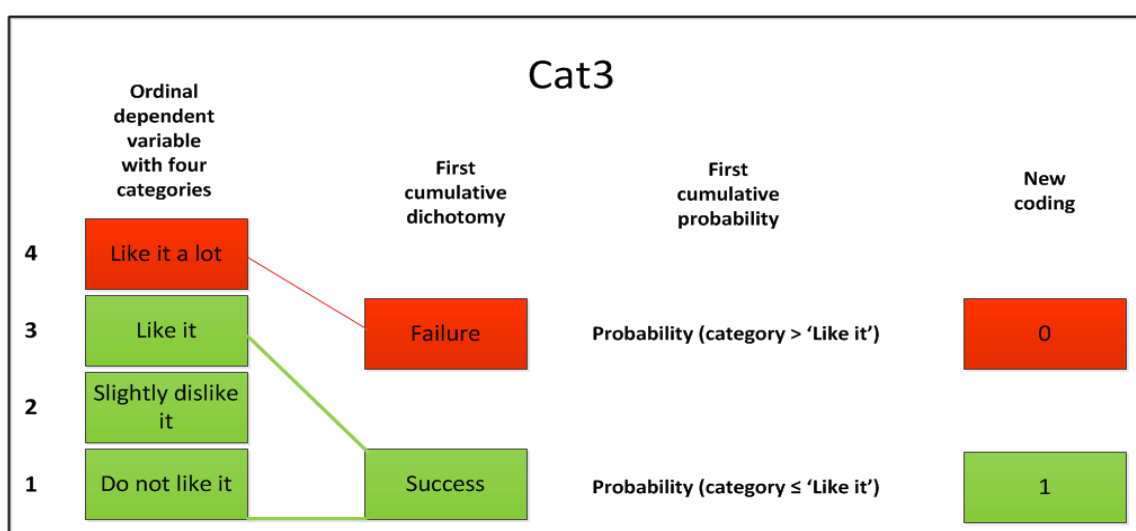 Cat3
Ordinal
dependent
variable
with four
categories
First
cumulative
dichotomy
First
cumulative
probability
New
coding
4
Like it a lot
3
Like it
Failure
Probability (category > ‘Like it’)
0
2
Slightly dislike
it
1
Do not like it
Success
Probability (category ≤ ‘Like it’)
1